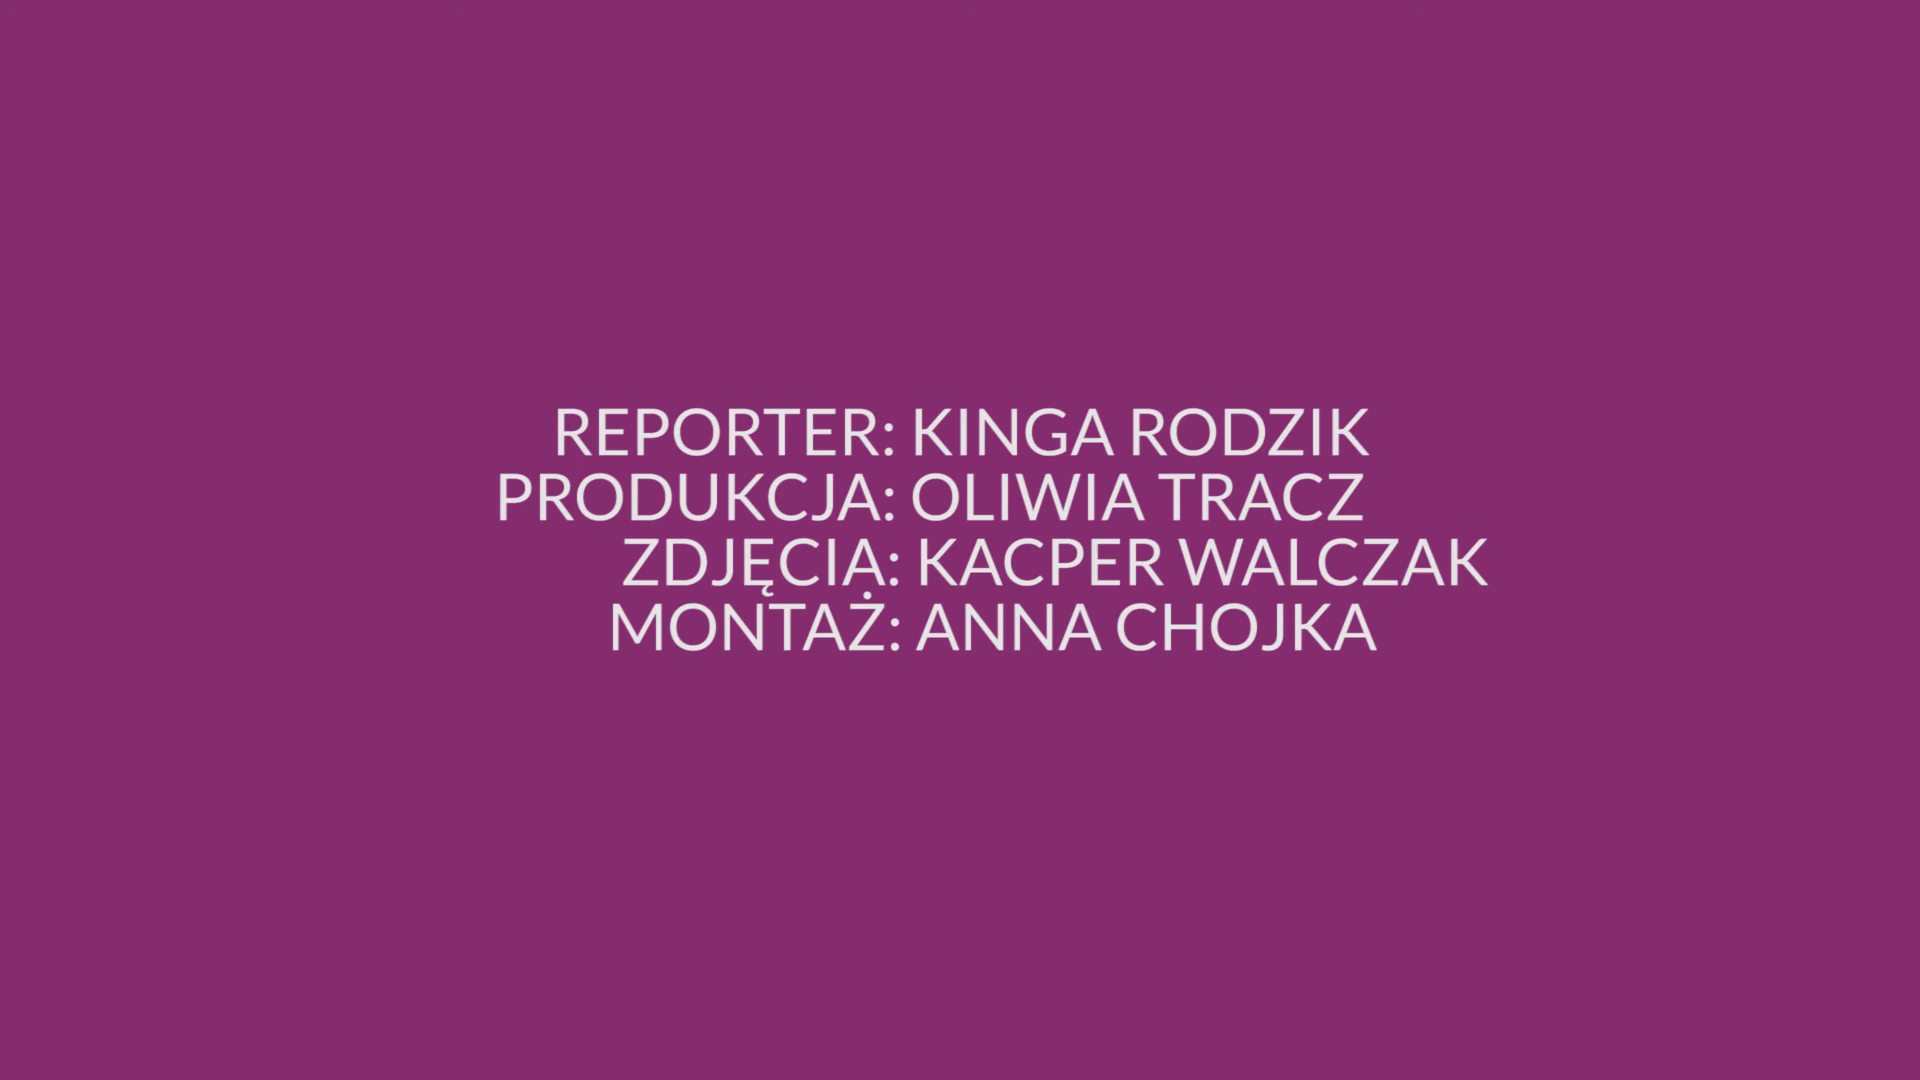 REPORTER: KINGA RODZIK
PRODUKCJA: OLIWIA TRACZ
ZDJĘCIA: KACPER WALCZAK
MONTAŻ: ANNA CHOJKA